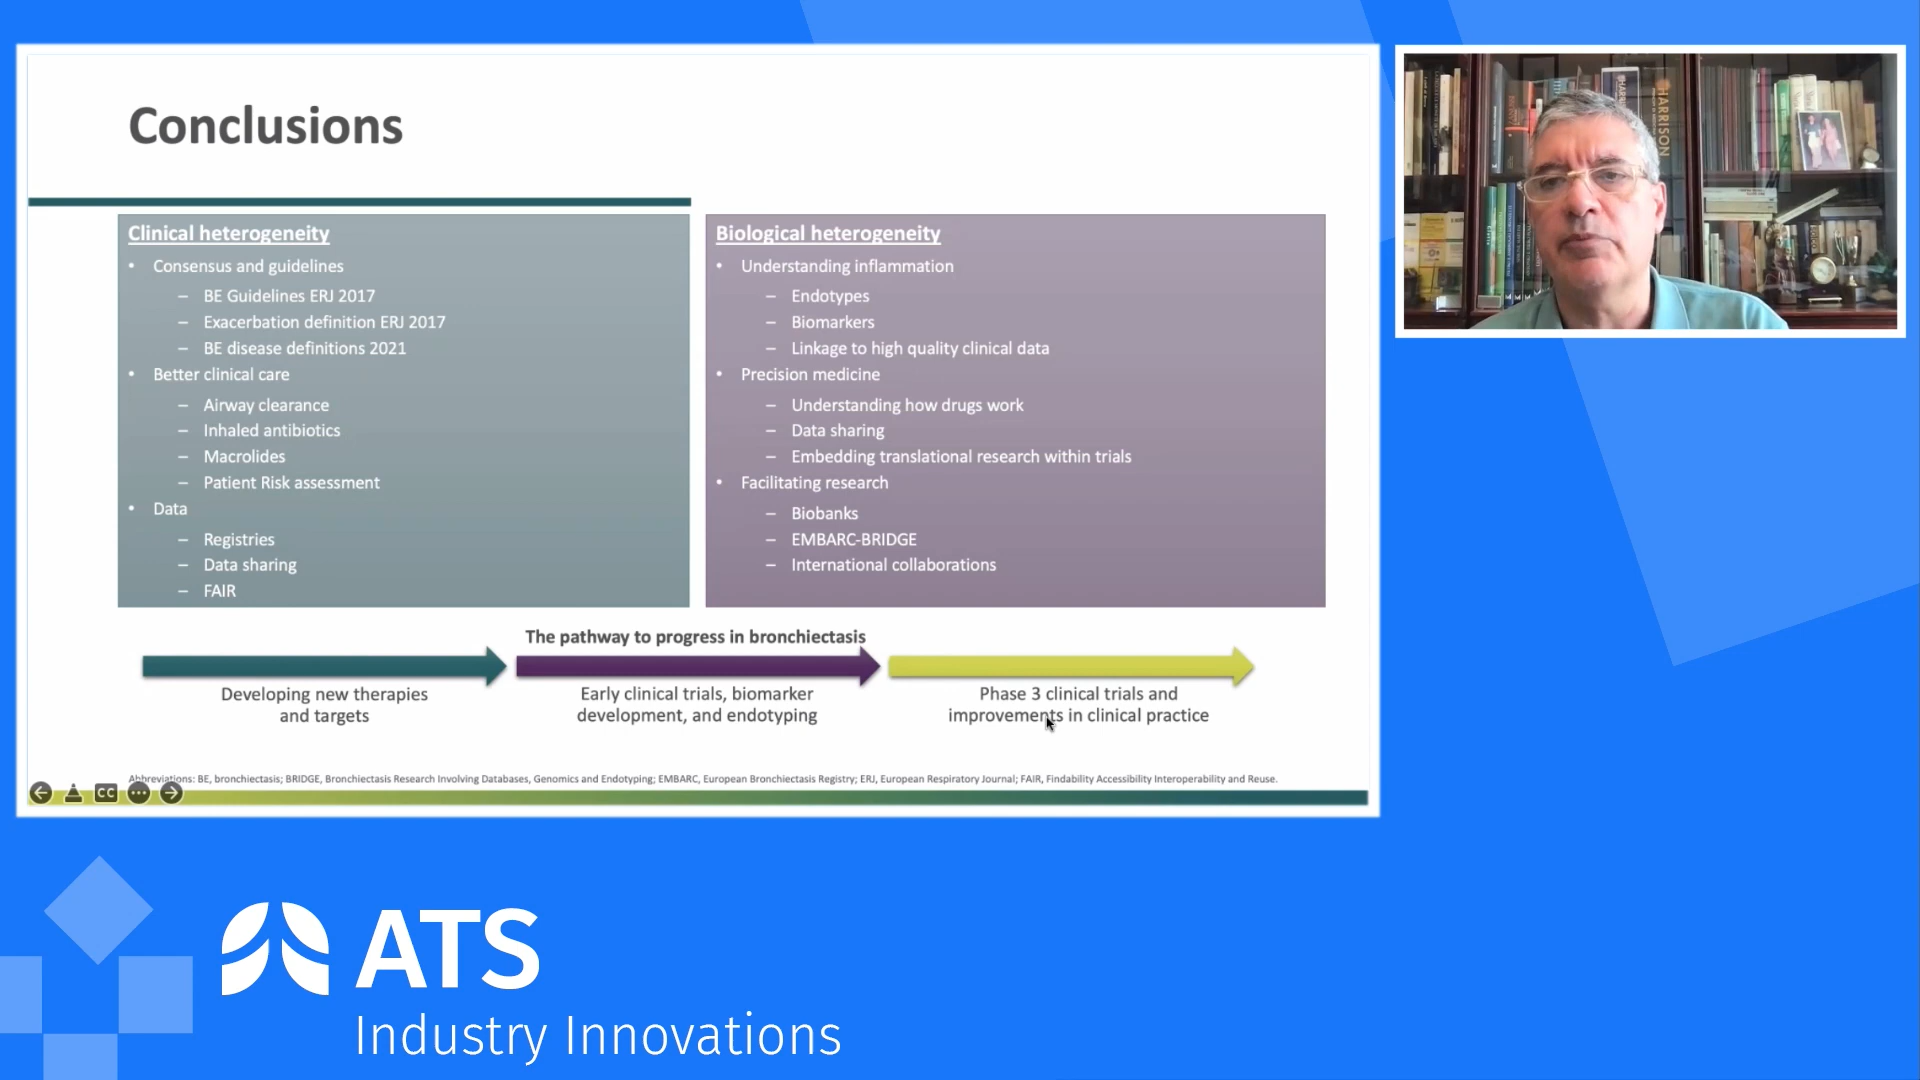 Conclusions
Clinical heterogeneity
• Consensus and guidelines
– BE Guidelines ERJ 2017
– Exacerbation definition ERJ 2017
– BE disease definitions 2021
• Better clinical care
– Airway clearance
– Inhaled antibiotics
– Macrolides
– Patient Risk assessment
• Data
– Registries
– Data sharing
– FAIR
Biological heterogeneity
• Understanding inflammation
– Endotypes
– Biomarkers
– Linkage to high quality clinical data
• Precision medicine
– Understanding how drugs work
– Data sharing
– Embedding translational research within trials
• Facilitating research
– Biobanks
– EMBARC-BRIDGE
– International collaborations
The pathway to progress in bronchiectasis
Developing new therapies
and targets
Early clinical trials, biomarker
development, and endotyping
Phase 3 clinical trials and
improvements in clinical practice
Abbreviations: BE, bronchiectasis; BRIDGE, Bronchiectasis Research Involving Databases, Genomics and Endotyping; EMBARC, European Bronchiectasis Registry; ERJ, European Respiratory Journal; FAIR, Findability Accessibility Interoperability and Reuse.
CC
HARRISON
ATS
Industry Innovations